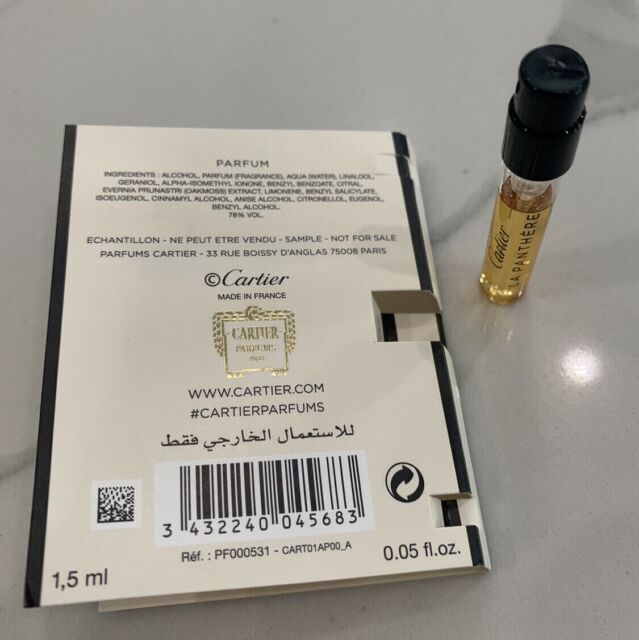 PARFUM
INGREDIENTS : ALCOHOL, PARFUM (FRAGRANCE), AQUA (WATER), LINALOOL,
GERANIOL, ALPHA-ISOMETHYL IONONE, BENZYL BENZOATE, CITRAL,
EVERNIA PRUNASTRI (OAKMOSS) EXTRACT, LIMONENE, BENZYL SALICYLATE,
ISOEUGENOL, CINNAMYL ALCOHOL, ANISE ALCOHOL, CITRONELLOL, EUGENOL,
BENZYL ALCOHOL.
78% VOL.
ECHANTILLON - NE PEUT ETRE VENDU - SAMPLE - NOT FOR SALE
PARFUMS CARTIER - 33 RUE BOISSY D'ANGLAS 75008 PARIS
©Cartier
MADE IN FRANCE
CARTIER
PARFUMS
PARIS
WWW.CARTIER.COM
#CARTIERPARFUMS
للاستعمال الخارجي فقط
3 432240 045683
Réf. : PF000531 - CART01AP00_A
1,5 ml
0.05 fl.oz.
Cartier
LA PANTHÈRE